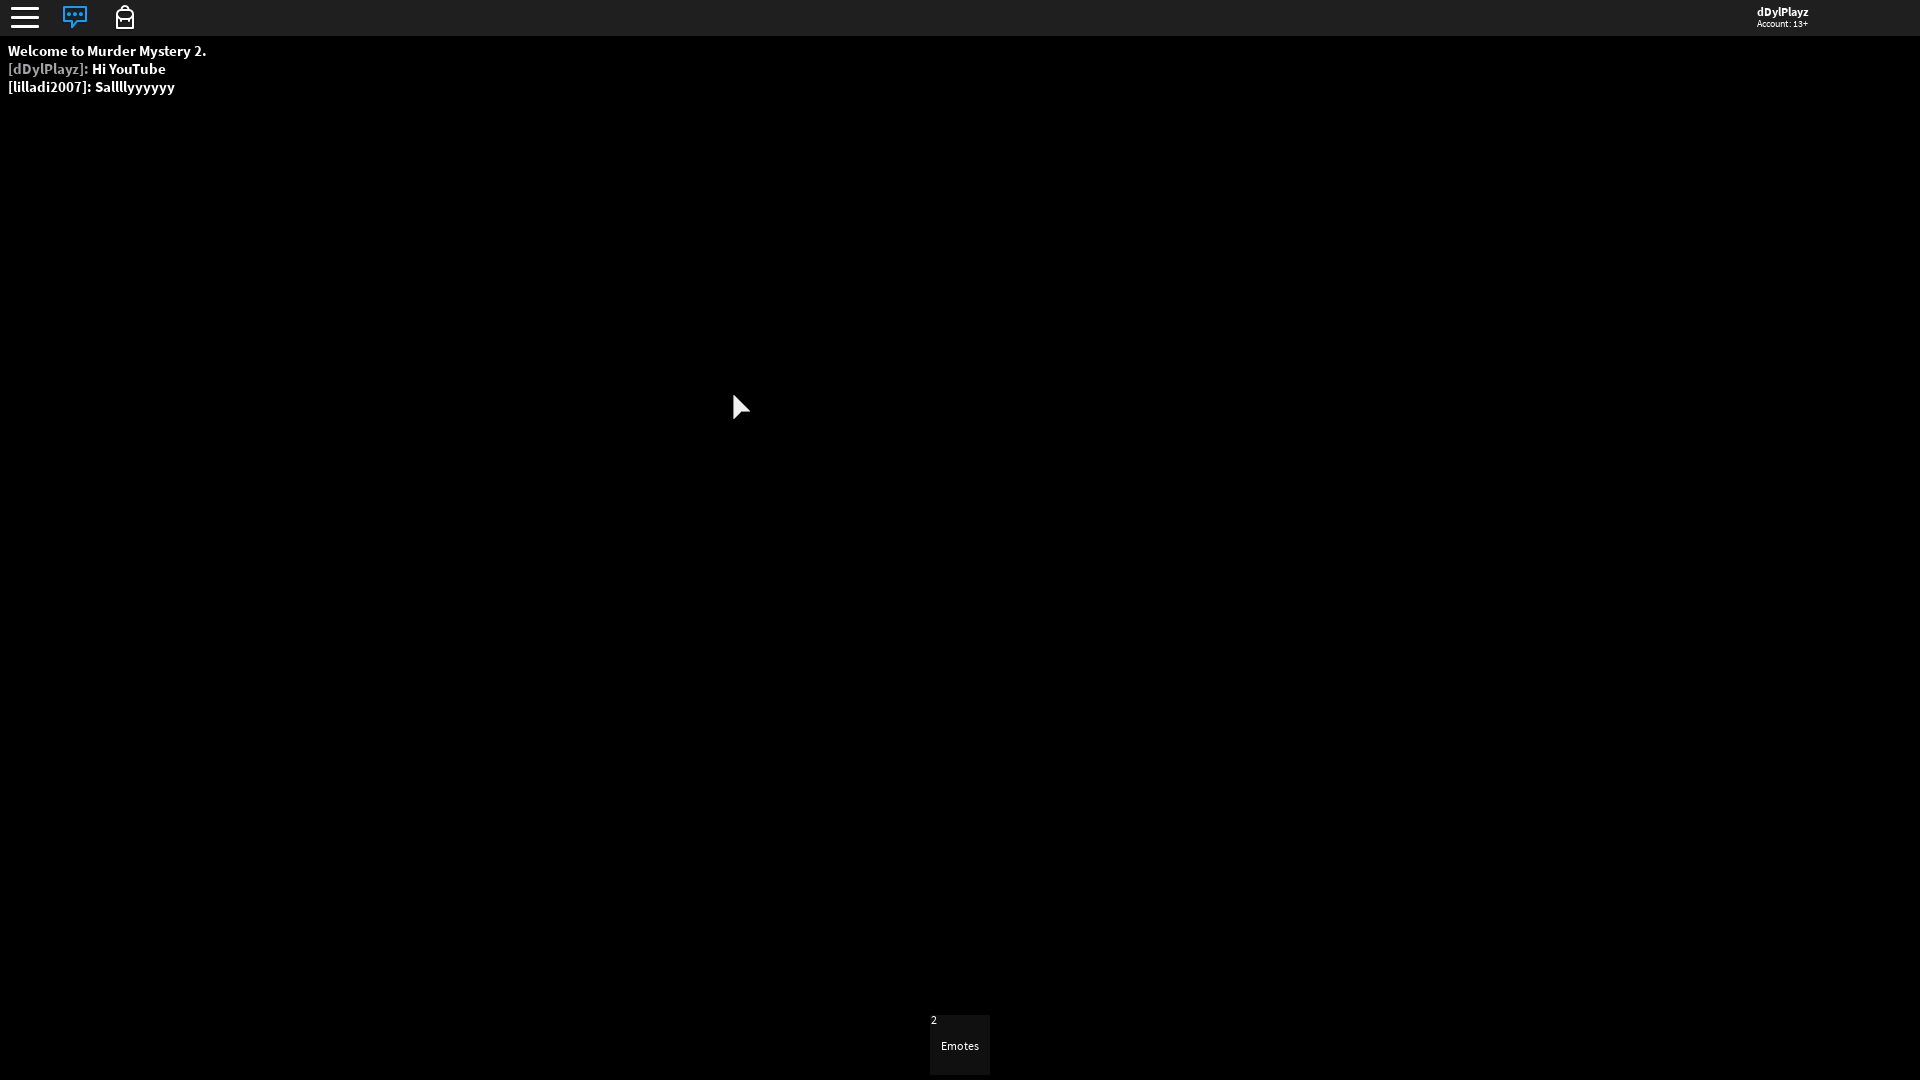 dDylPlayz
Account: 13+
Welcome to Murder Mystery 2.
[dDylPlayz]: Hi YouTube
[lilladi2007]: Sallllyyyyyy
2
Emotes